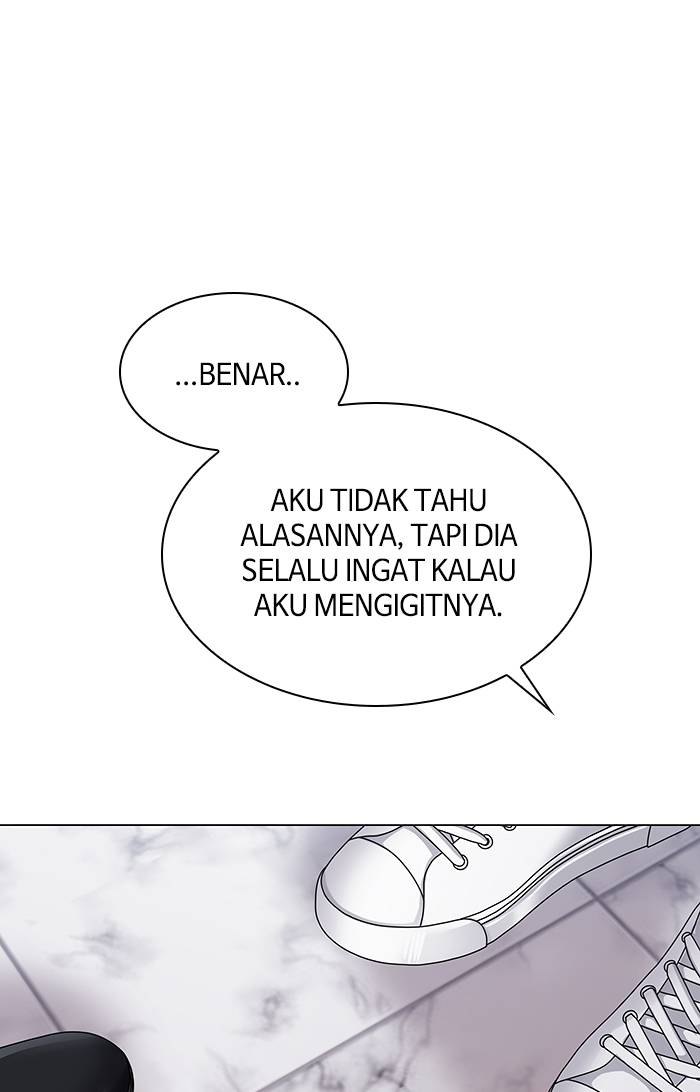 ...BENAR..
AKU TIDAK TAHU
ALASANNYA, TAPI DIA
SELALU INGAT KALAU
AKU MENGIGITNYA.